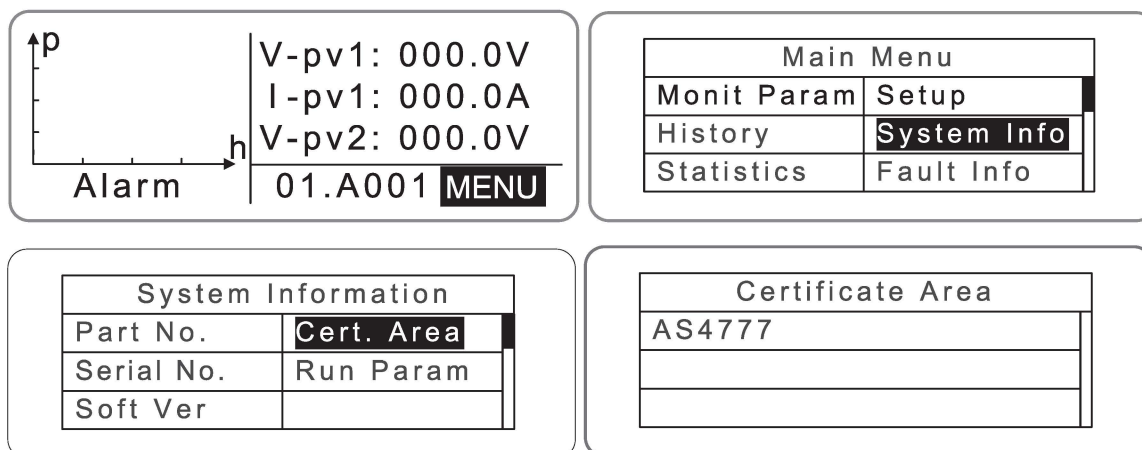 p
V-pv1: 000.0V
I-pv1: 000.0A
V-pv2: 000.0V
h
Alarm 01.A001 MENU
Main Menu
Monit Param Setup
History System Info
Statistics Fault Info
System Information
Part No. Cert. Area
Serial No. Run Param
Soft Ver
Certificate Area
AS4777